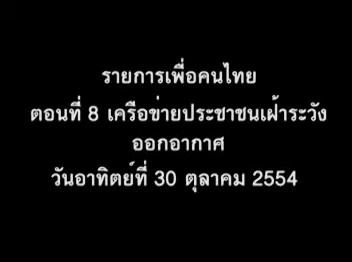 รายการเพื่อคนไทย
ตอนที่ 8 เครือข่ายประชาชนเฝ้าระวัง
ออกอากาศ
วันอาทิตย์ที่ 30 ตุลาคม 2554